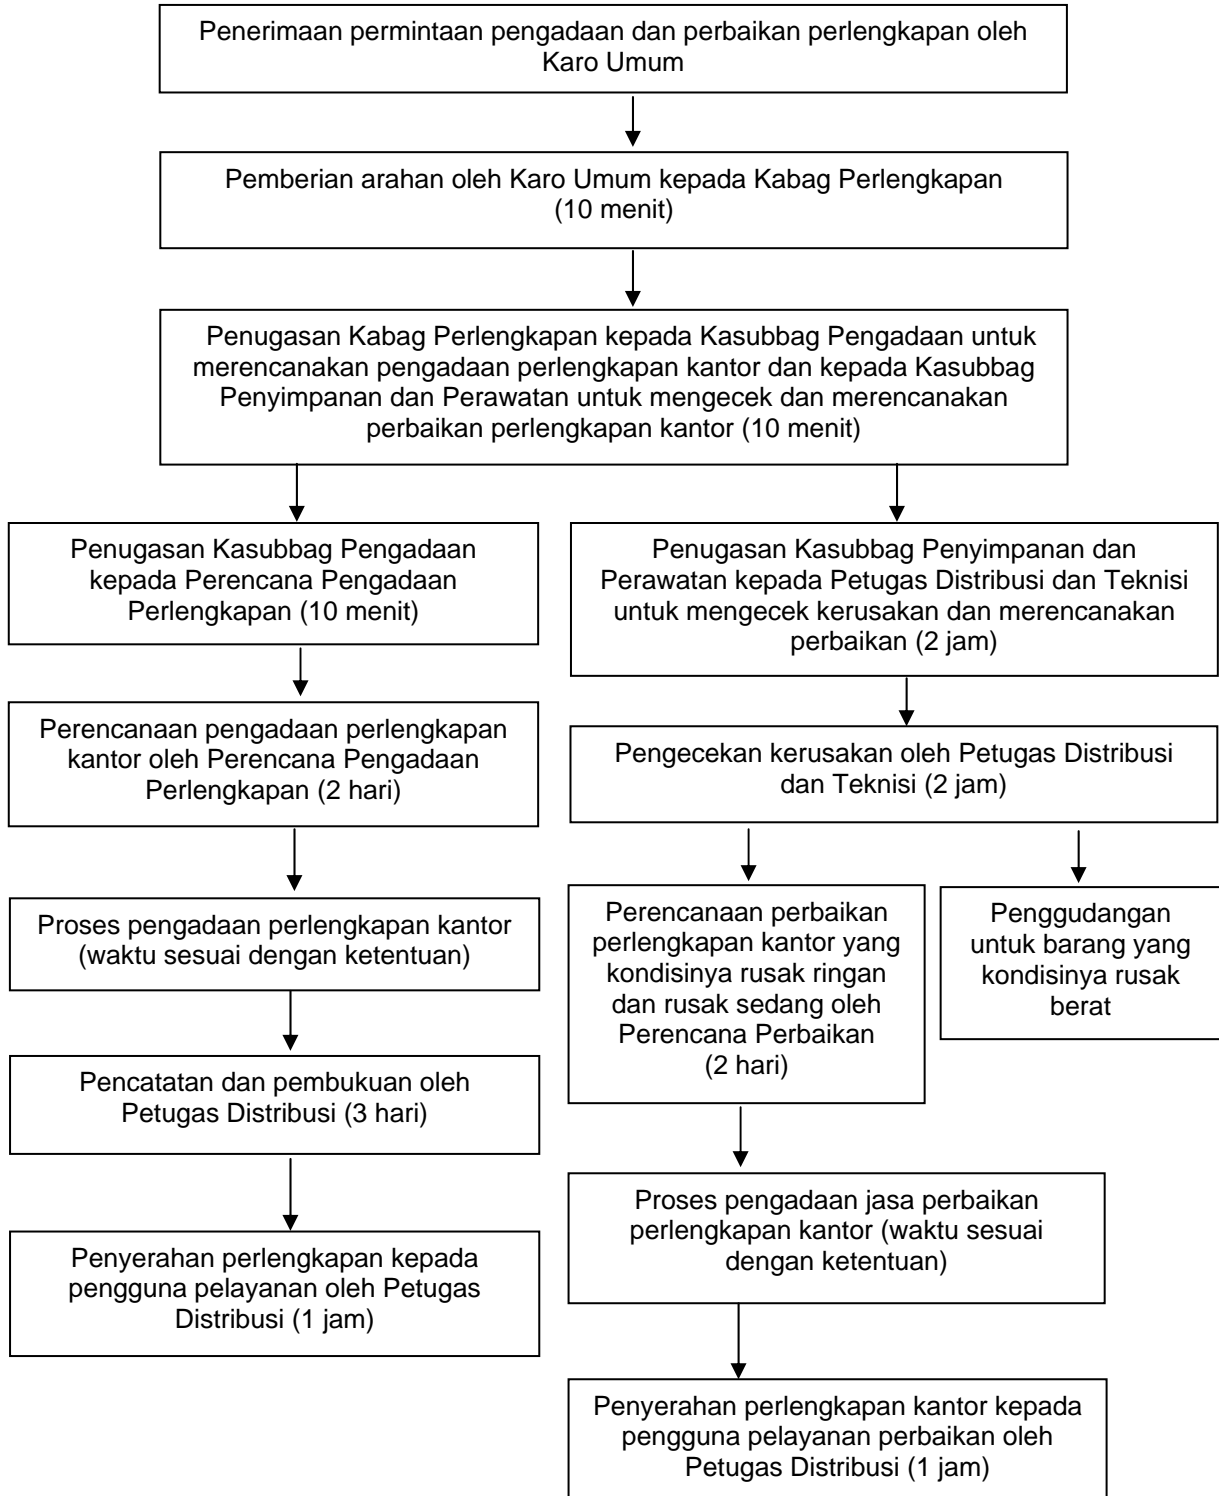 Penerimaan permintaan pengadaan dan perbaikan perlengkapan oleh
Karo Umum
Pemberian arahan oleh Karo Umum kepada Kabag Perlengkapan
(10 menit)
Penugasan Kabag Perlengkapan kepada Kasubbag Pengadaan untuk
merencanakan pengadaan perlengkapan kantor dan kepada Kasubbag
Penyimpanan dan Perawatan untuk mengecek dan merencanakan
perbaikan perlengkapan kantor (10 menit)
Penugasan Kasubbag Pengadaan
kepada Perencana Pengadaan
Perlengkapan (10 menit)
Penugasan Kasubbag Penyimpanan dan
Perawatan kepada Petugas Distribusi dan Teknisi
untuk mengecek kerusakan dan merencanakan
perbaikan (2 jam)
Perencanaan pengadaan perlengkapan
kantor oleh Perencana Pengadaan
Perlengkapan (2 hari)
Pengecekan kerusakan oleh Petugas Distribusi
dan Teknisi (2 jam)
Proses pengadaan perlengkapan kantor
(waktu sesuai dengan ketentuan)
Perencanaan perbaikan
perlengkapan kantor yang
kondisinya rusak ringan
dan rusak sedang oleh
Perencana Perbaikan
(2 hari)
Penggudangan
untuk barang yang
kondisinya rusak
berat
Pencatatan dan pembukuan oleh
Petugas Distribusi (3 hari)
Proses pengadaan jasa perbaikan
perlengkapan kantor (waktu sesuai
dengan ketentuan)
Penyerahan perlengkapan kepada
pengguna pelayanan oleh Petugas
Distribusi (1 jam)
Penyerahan perlengkapan kantor kepada
pengguna pelayanan perbaikan oleh
Petugas Distribusi (1 jam)